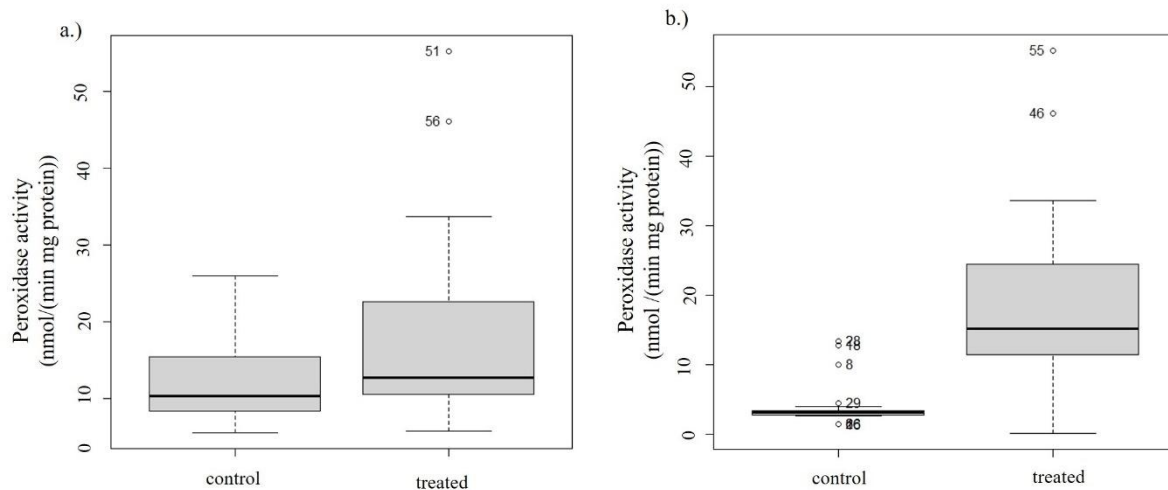 a.)
Peroxidase activity
(nmol/(min mg protein))
50
40
30
20
10
0
51
56
control
treated
b.)
Peroxidase activity
(nmol /(min mg protein))
50
40
30
20
10
0
55
46
28
8
29
control
treated